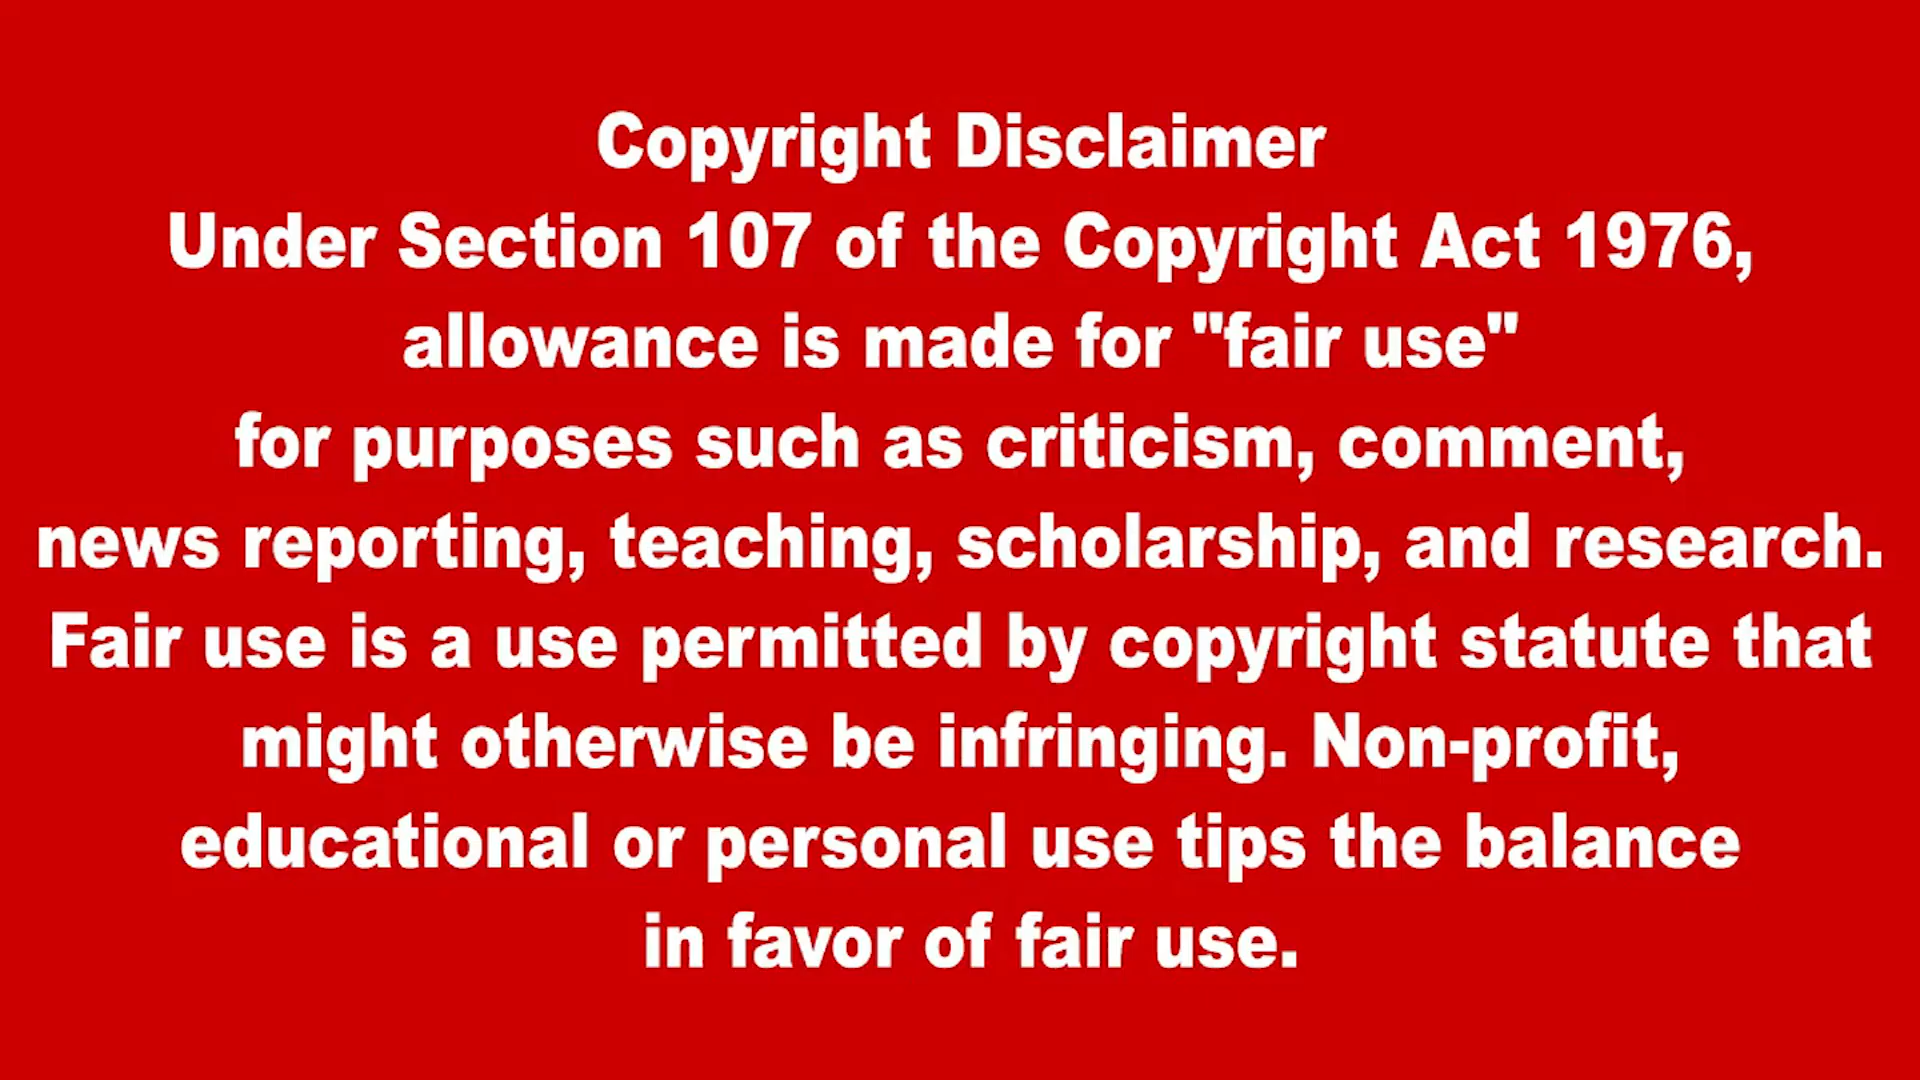 Copyright Disclaimer
Under Section 107 of the Copyright Act 1976,
allowance is made for "fair use"
for purposes such as criticism, comment,
news reporting, teaching, scholarship, and research.
Fair use is a use permitted by copyright statute that
might otherwise be infringing. Non-profit,
educational or personal use tips the balance
in favor of fair use.